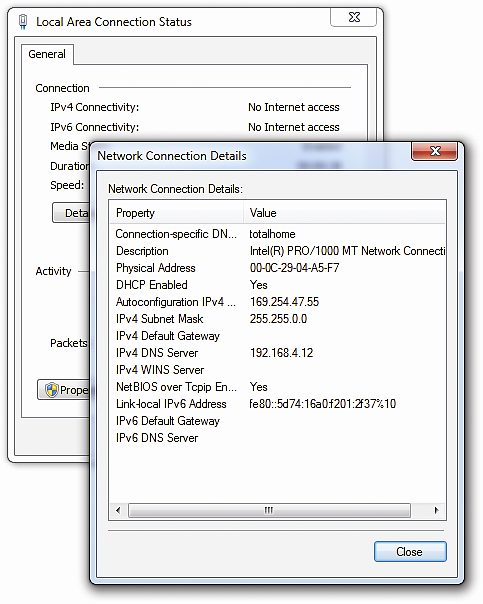 Local Area Connection Status
General
Connection
IPv4 Connectivity: No Internet access
IPv6 Connectivity: No Internet access
Media
Duratio
Speed:
Deta
Activity
Packets
Prope
Network Connection Details
Network Connection Details:
Property Value
Connection-specific DN... totalhome
Description Intel(R) PRO/1000 MT Network Connecti
Physical Address 00-0C-29-04-A5-F7
DHCP Enabled Yes
Autoconfiguration IPv4 ... 169.254.47.55
IPv4 Subnet Mask 255.255.0.0
IPv4 Default Gateway
IPv4 DNS Server 192.168.4.12
IPv4 WINS Server
NetBIOS over Tcpip En... Yes
Link-local IPv6 Address fe80::5d74:16a0:f201:2f37%10
IPv6 Default Gateway
IPv6 DNS Server
Close